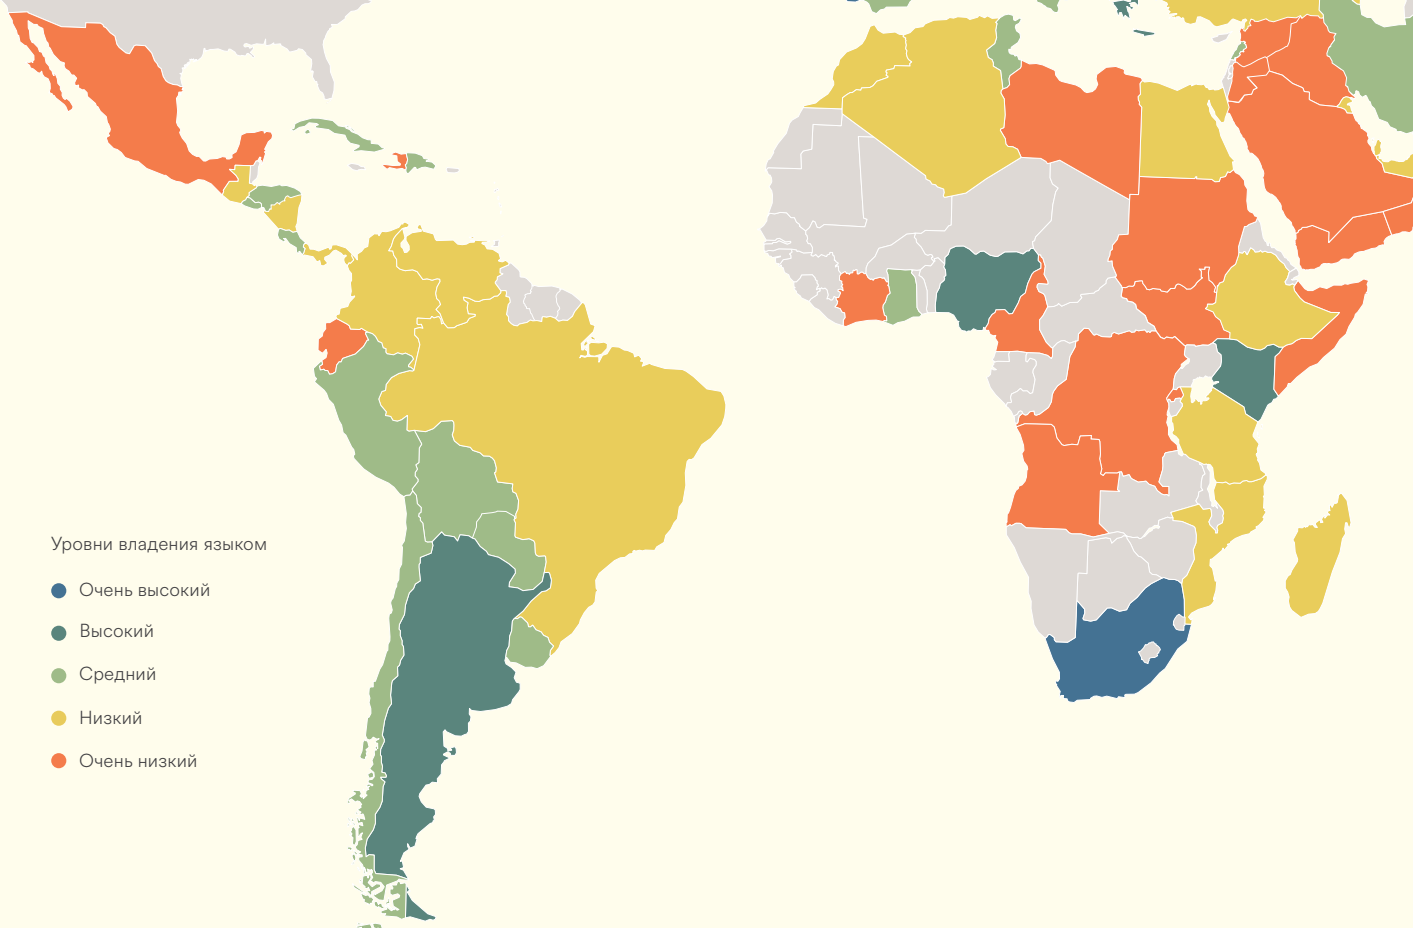 Уровни владения языком
Очень высокий
Высокий
Средний
Низкий
Очень низкий